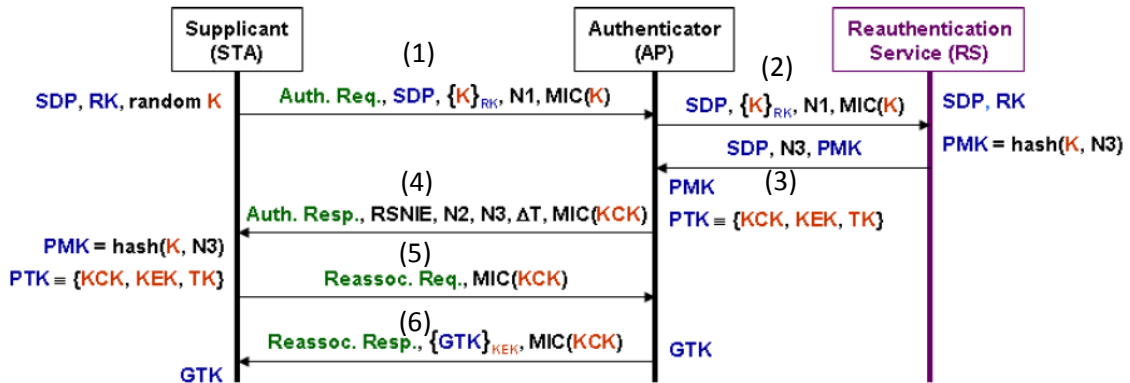 Supplicant
(STA)
Authenticator
(AP)
Reauthentication
Service (RS)
(1)
(2)
SDP, RK, random K
Auth. Req., SDP, {K}RK, N1, MIC(K)
SDP, {K}RK, N1, MIC(K)
SDP, RK
SDP, N3, PMK
PMK = hash(K, N3)
(3)
(4)
PMK
Auth. Resp., RSNIE, N2, N3, ΔT, MIC(KCK)
PTK ≡ {KCK, KEK, TK}
PMK = hash(K, N3)
(5)
PTK ≡ {KCK, KEK, TK}
Reassoc. Req., MIC(KCK)
(6)
Reassoc. Resp., {GTK}KEK, MIC(KCK)
GTK
GTK